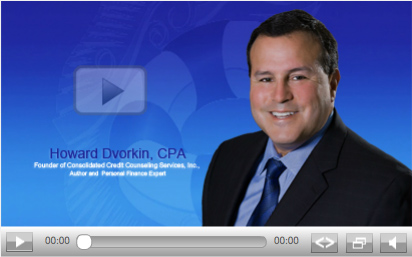 Howard Dvorkin, CPA
Founder of Consolidated Credit Counseling Services, Inc.,
Author and Personal Finance Expert
00:00 00:00